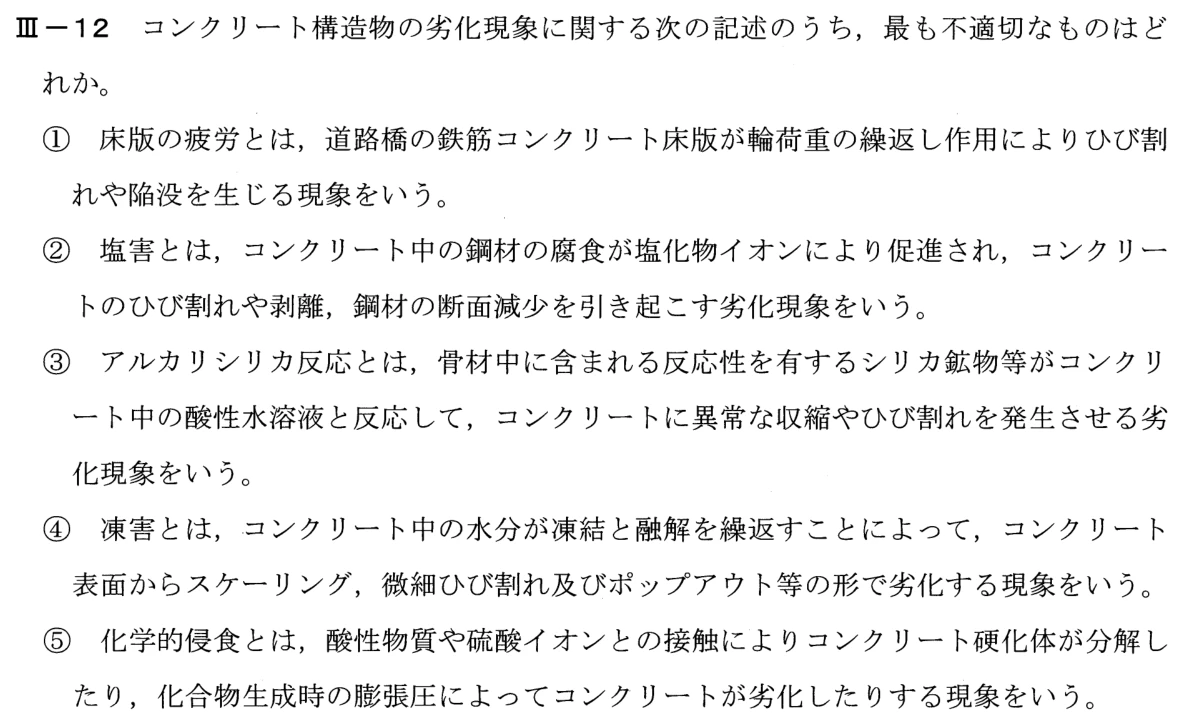 Ⅲ－12　コンクリート構造物の劣化現象に関する次の記述のうち，最も不適切なものはど
れか。
①　床版の疲労とは，道路橋の鉄筋コンクリート床版が輪荷重の繰返し作用によりひび割
れや陥没を生じる現象をいう。
②　塩害とは，コンクリート中の鋼材の腐食が塩化物イオンにより促進され，コンクリー
トのひび割れや剥離，鋼材の断面減少を引き起こす劣化現象をいう。
③　アルカリシリカ反応とは，骨材中に含まれる反応性を有するシリカ鉱物等がコンクリ
ート中の酸性水溶液と反応して，コンクリートに異常な収縮やひび割れを発生させる劣
化現象をいう。
④　凍害とは，コンクリート中の水分が凍結と融解を繰返すことによって，コンクリート
表面からスケーリング，微細ひび割れ及びポップアウト等の形で劣化する現象をいう。
⑤　化学的侵食とは，酸性物質や硫酸イオンとの接触によりコンクリート硬化体が分解し
たり，化合物生成時の膨張圧によってコンクリートが劣化したりする現象をいう。